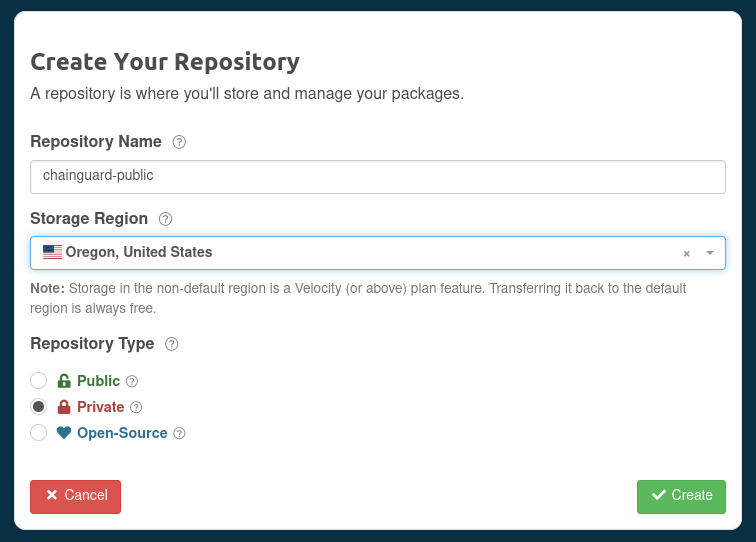 Create Your Repository
A repository is where you'll store and manage your packages.
Repository Name ?
chainguard-public
Storage Region ?
Oregon, United States ×
Note: Storage in the non-default region is a Velocity (or above) plan feature. Transferring it back to the default
region is always free.
Repository Type ?
Public ?
Private ?
Open-Source ?
Cancel
Create